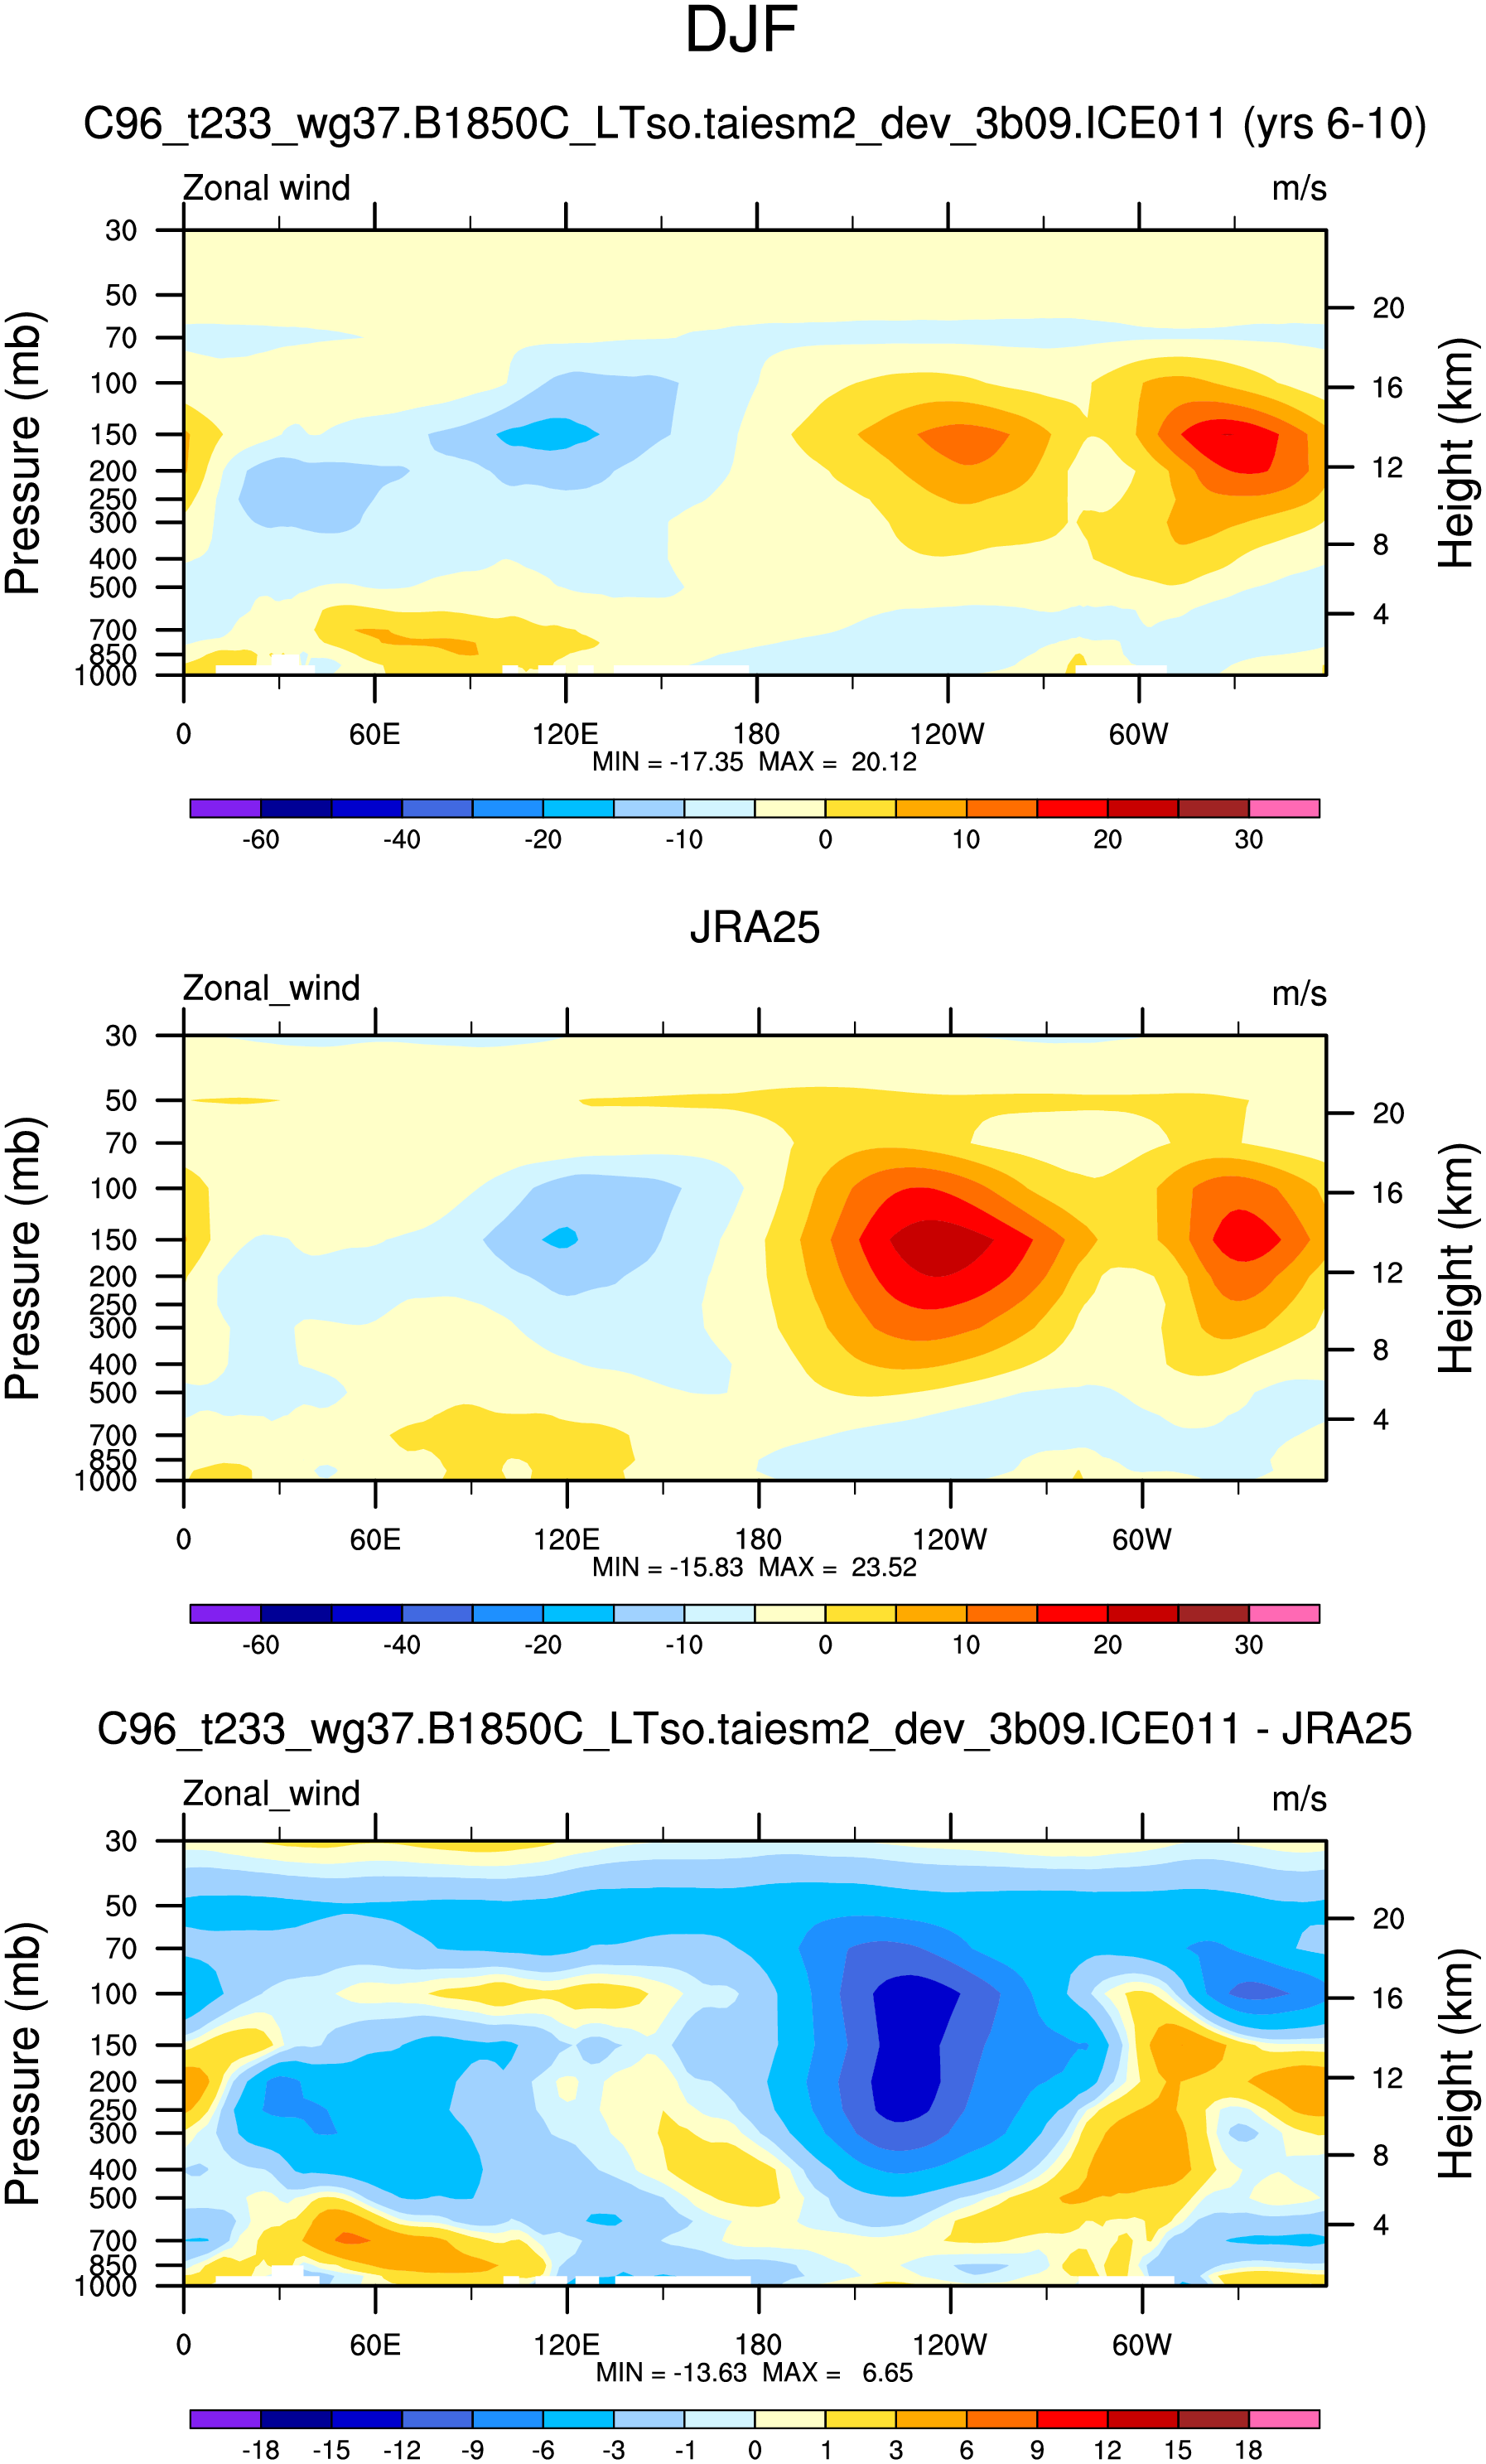 DJF
C96_t233_wg37.B1850C_LTso.taiesm2_dev_3b09.ICE011 (yrs 6-10)
Zonal wind m/s
30
50
70
100
150
200
250
300
400
500
700
850
1000
Pressure (mb)
20
16
12
8
4
Height (km)
0 60E 120E 180 120W 60W
MIN = -17.35 MAX = 20.12
-60 -40 -20 -10 0 10 20 30
JRA25
Zonal_wind m/s
30
50
70
100
150
200
250
300
400
500
700
850
1000
Pressure (mb)
20
16
12
8
4
Height (km)
0 60E 120E 180 120W 60W
MIN = -15.83 MAX = 23.52
-60 -40 -20 -10 0 10 20 30
C96_t233_wg37.B1850C_LTso.taiesm2_dev_3b09.ICE011 - JRA25
Zonal_wind m/s
30
50
70
100
150
200
250
300
400
500
700
850
1000
Pressure (mb)
20
16
12
8
4
Height (km)
0 60E 120E 180 120W 60W
MIN = -13.63 MAX = 6.65
-18 -15 -12 -9 -6 -3 -1 0 1 3 6 9 12 15 18